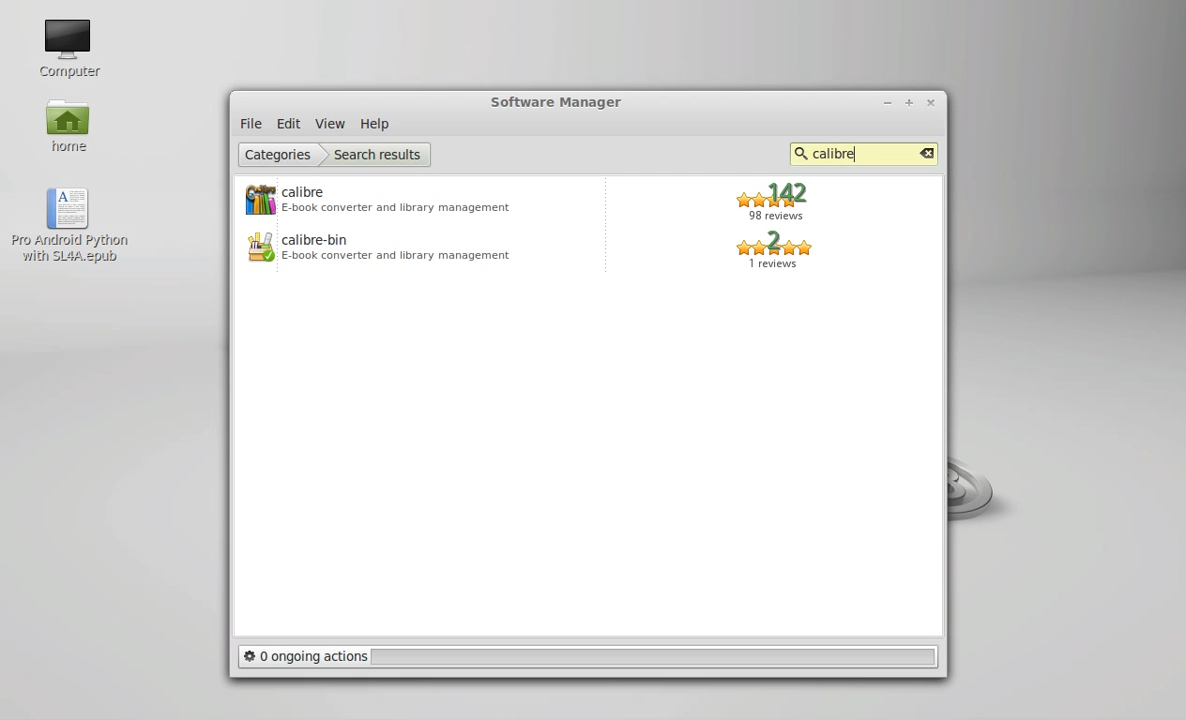 Computer
home
Pro Android Python
with SL4A.epub
Software Manager
File Edit View Help
Categories Search results
calibre
calibre
E-book converter and library management
142
98 reviews
calibre-bin
E-book converter and library management
2
1 reviews
0 ongoing actions